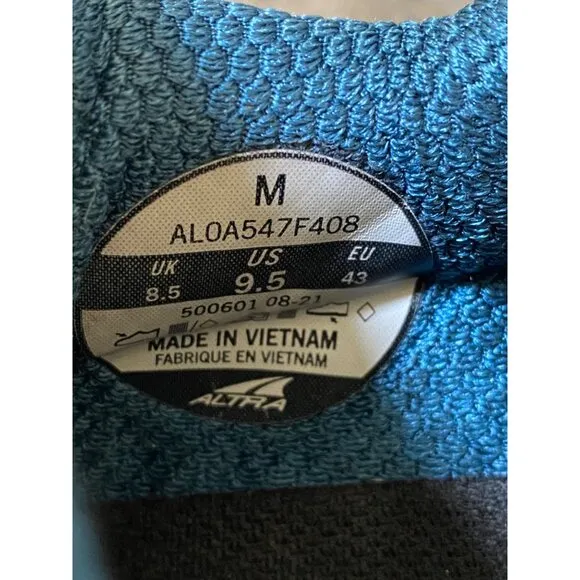 M
AL0A547F408
UK US EU
8.5 9.5 43
500601 08-21
MADE IN VIETNAM
FABRIQUE EN VIETNAM
ALTRA